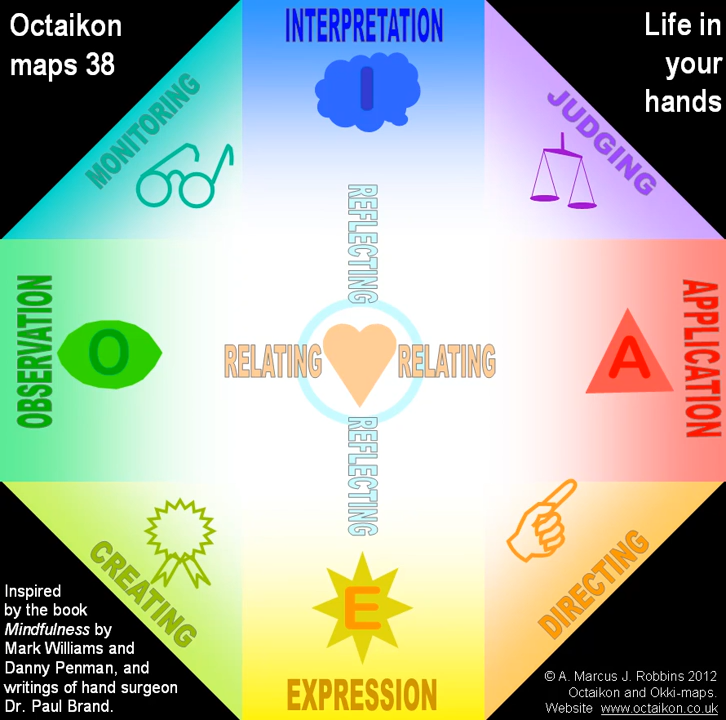 Octaikon
maps 38
INTERPRETATION
I
Life in
your
hands
MONITORING
JUDGING
REFLECTING
OBSERVATION
O
RELATING
RELATING
A
APPLICATION
REFLECTING
CREATING
E
DIRECTING
EXPRESSION
Inspired
by the book
Mindfulness by
Mark Williams and
Danny Penman, and
writings of hand surgeon
Dr. Paul Brand.
© A. Marcus J. Robbins 2012
Octaikon and Okki-maps.
Website www.octaikon.co.uk